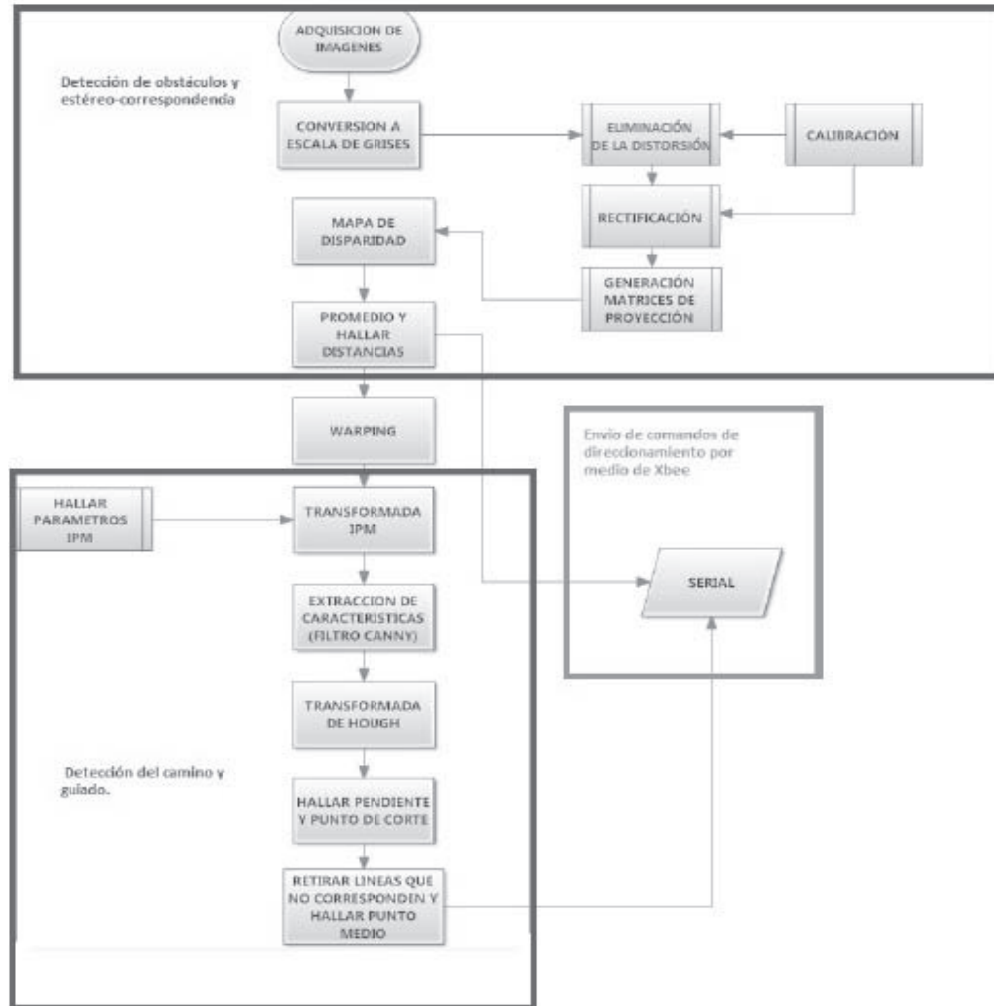 ADQUISICION DE
IMAGENES
Detección de obstáculos y
estéreo-correspondencia
CONVERSION A
ESCALA DE GRISES
ELIMINACIÓN
DE LA DISTORSIÓN
CALIBRACIÓN
MAPA DE
DISPARIDAD
RECTIFICACIÓN
GENERACIÓN
MATRICES DE
PROYECCIÓN
PROMEDIO Y
HALLAR
DISTANCIAS
WARPING
Envio de comandos de
direccionamiento por
medio de Xbee
HALLAR
PARAMETROS
IPM
TRANSFORMADA
IPM
SERIAL
EXTRACCION DE
CARACTERISTICAS
(FILTRO CANNY)
TRANSFORMADA
DE HOUGH
Detección del camino y
guiado.
HALLAR PENDIENTE
Y PUNTO DE CORTE
RETIRAR LINEAS QUE
NO CORRESPONDEN Y
HALLAR PUNTO
MEDIO